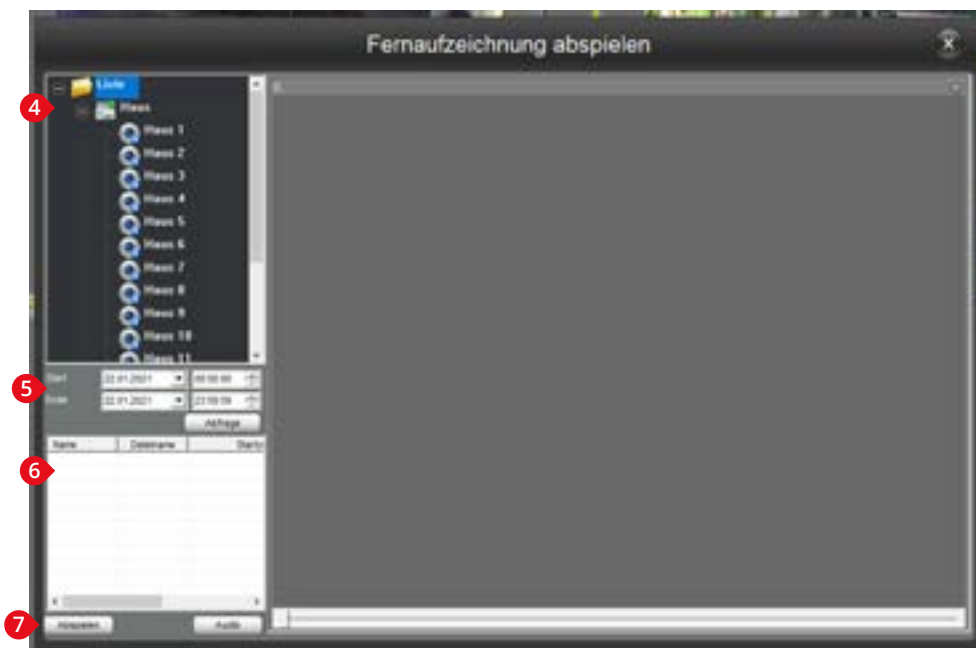 Fernaufzeichnung abspielen
x
Liste
4
Haus
Haus 1
Haus 2
Haus 3
Haus 4
Haus 5
Haus 6
Haus 7
Haus 8
Haus 9
Haus 10
Haus 11
5
Start 22.01.2021 00:00:00
Ende 22.01.2021 23:59:59
Abfrage
Name Dateiname Startz
6
7
Abspielen Audio